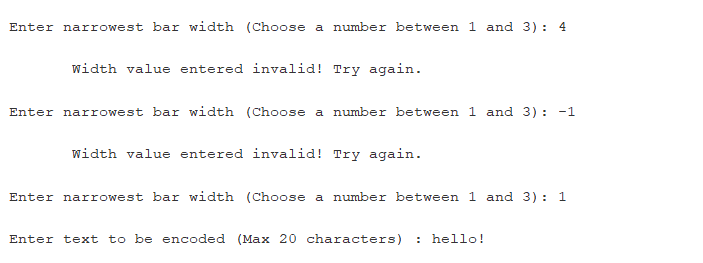 Enter narrowest bar width (Choose a number between 1 and 3): 4
Width value entered invalid! Try again.
Enter narrowest bar width (Choose a number between 1 and 3): -1
Width value entered invalid! Try again.
Enter narrowest bar width (Choose a number between 1 and 3): 1
Enter text to be encoded (Max 20 characters) : hello!